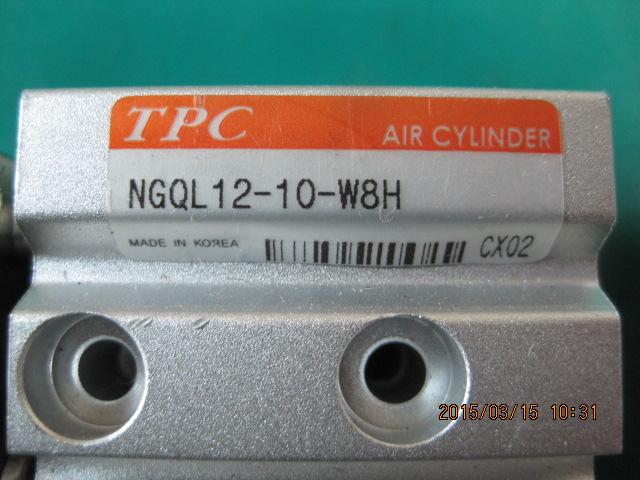 TPC
AIR CYLINDER
NGQL12-10-W8H
MADE IN KOREA
CX02
2015/03/15 10:31